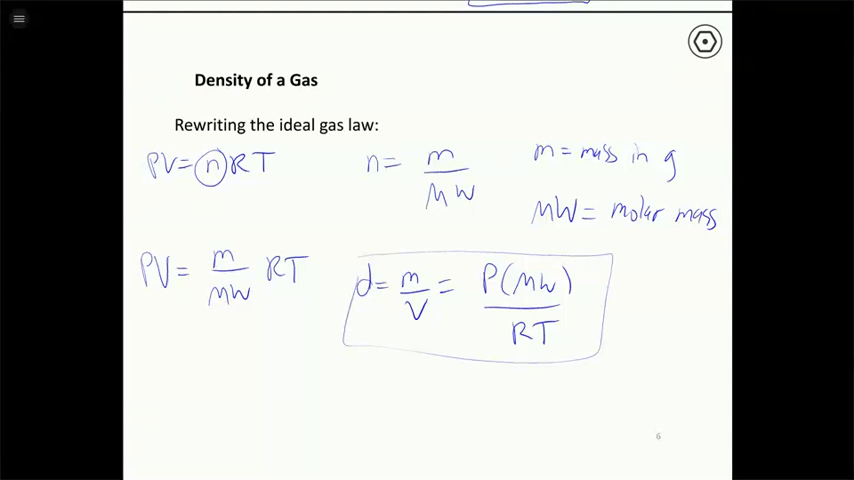 Density of a Gas
Rewriting the ideal gas law:
PV = nRT
n = m / MW
m = mass in g
MW = molar mass
PV = m / MW RT
d = m / V = P(MW) / RT
6